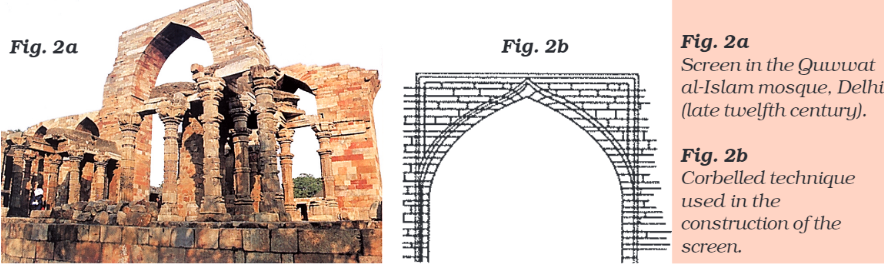 Fig. 2a
Fig. 2b
Fig. 2a
Screen in the Quwwat
al-Islam mosque, Delhi
(late twelfth century).
Fig. 2b
Corbelled technique
used in the
construction of the
screen.